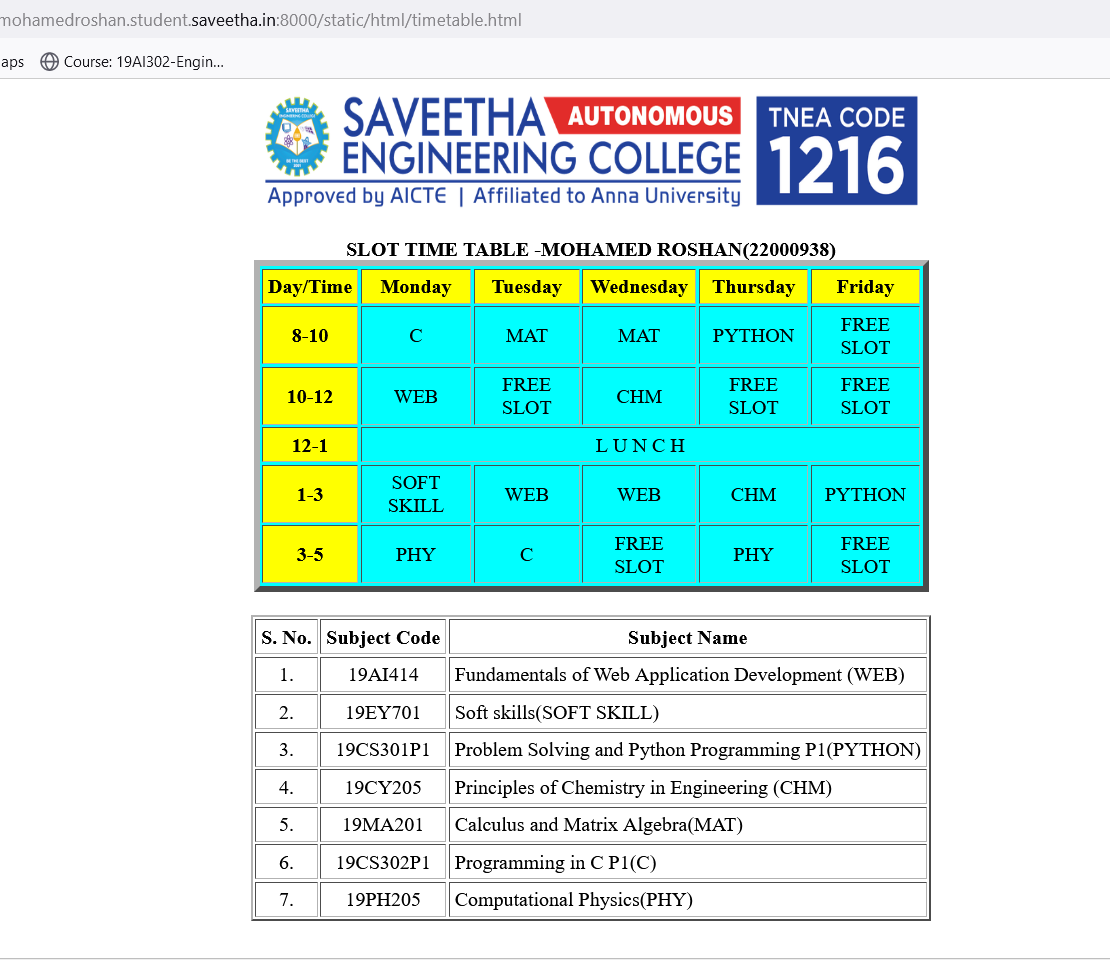 mohamedroshan.student.saveetha.in:8000/static/html/timetable.html
aps Course: 19AI302-Engin...
SAVEETHA AUTONOMOUS
ENGINEERING COLLEGE
Approved by AICTE | Affiliated to Anna University
TNEA CODE
1216
SAVEETHA
ENGINEERING COLLEGE
SLOT TIME TABLE -MOHAMED ROSHAN(22000938)
Day/Time Monday Tuesday Wednesday Thursday Friday
8-10 C MAT MAT PYTHON FREE SLOT
10-12 WEB FREE SLOT CHM FREE SLOT FREE SLOT
12-1 L U N C H
1-3 SOFT SKILL WEB WEB CHM PYTHON
3-5 PHY C FREE SLOT PHY FREE SLOT
S. No. Subject Code Subject Name
1. 19AI414 Fundamentals of Web Application Development (WEB)
2. 19EY701 Soft skills(SOFT SKILL)
3. 19CS301P1 Problem Solving and Python Programming P1(PYTHON)
4. 19CY205 Principles of Chemistry in Engineering (CHM)
5. 19MA201 Calculus and Matrix Algebra(MAT)
6. 19CS302P1 Programming in C P1(C)
7. 19PH205 Computational Physics(PHY)